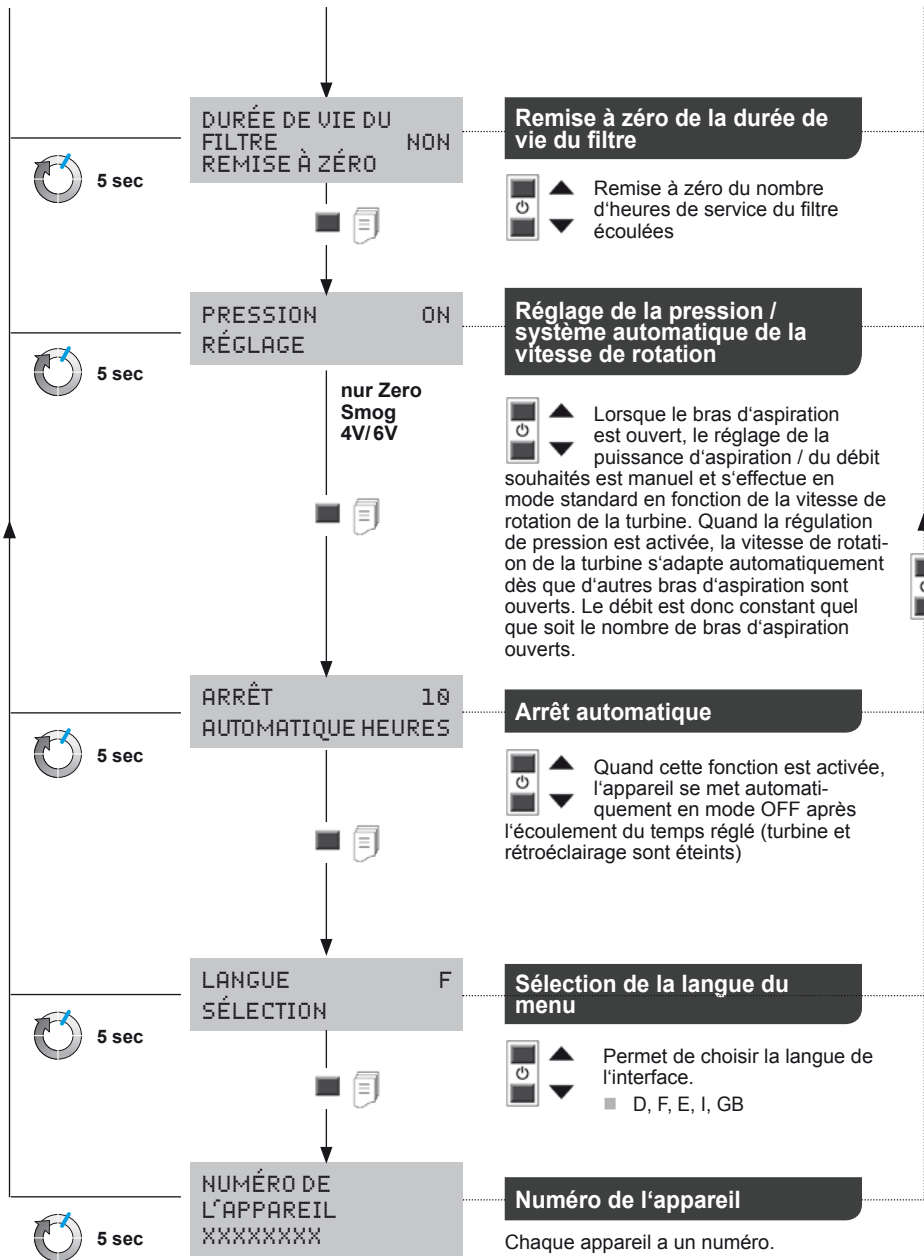 DURÉE DE VIE DU
FILTRE NON
REMISE À ZÉRO
5 sec
Remise à zéro de la durée de
vie du filtre
Remise à zéro du nombre
d‘heures de service du filtre
écoulées
PRESSION ON
RÉGLAGE
5 sec
nur Zero
Smog
4V/6V
Réglage de la pression /
système automatique de la
vitesse de rotation
Lorsque le bras d‘aspiration
est ouvert, le réglage de la
puissance d‘aspiration / du débit
souhaités est manuel et s‘effectue en
mode standard en fonction de la vitesse de
rotation de la turbine. Quand la régulation
de pression est activée, la vitesse de rotati-
on de la turbine s‘adapte automatiquement
dès que d‘autres bras d‘aspiration sont
ouverts. Le débit est donc constant quel
que soit le nombre de bras d‘aspiration
ouverts.
ARRÊT 10
AUTOMATIQUE HEURES
5 sec
Arrêt automatique
Quand cette fonction est activée,
l‘appareil se met automati-
quement en mode OFF après
l‘écoulement du temps réglé (turbine et
rétroéclairage sont éteints)
LANGUE F
SÉLECTION
5 sec
Sélection de la langue du
menu
Permet de choisir la langue de
l‘interface.
D, F, E, I, GB
NUMÉRO DE
L‘APPAREIL
XXXXXXXX
5 sec
Numéro de l‘appareil
Chaque appareil a un numéro.